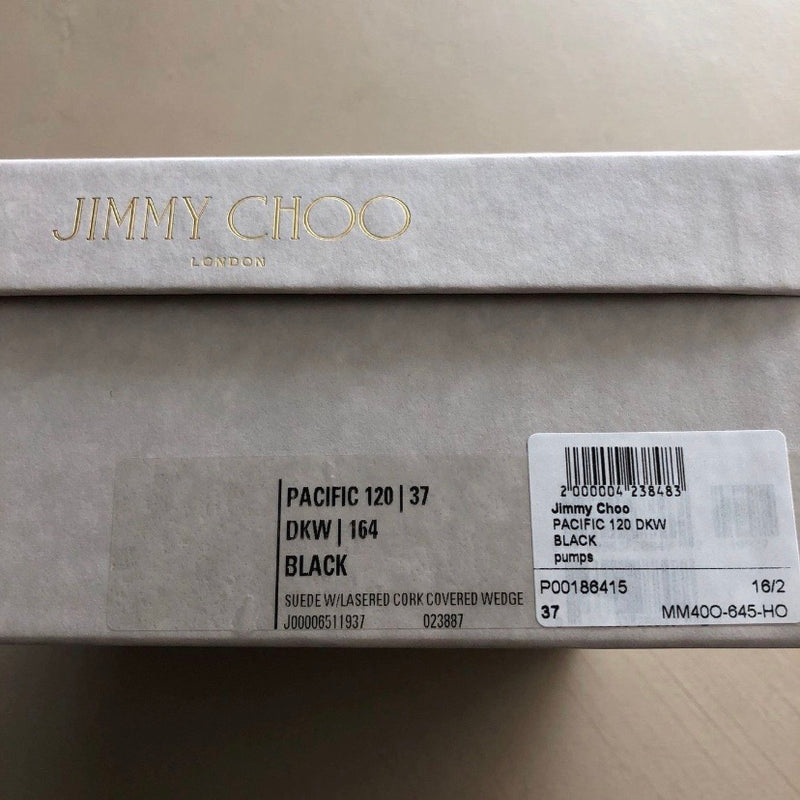 JIMMY CHOO
LONDON
PACIFIC 120 | 37
DKW | 164
BLACK
SUEDE W/LASERED CORK COVERED WEDGE
J00006511937 023887
2 000004 238483
Jimmy Choo
PACIFIC 120 DKW
BLACK
pumps
P00186415 16/2
37 MM40O-645-HO